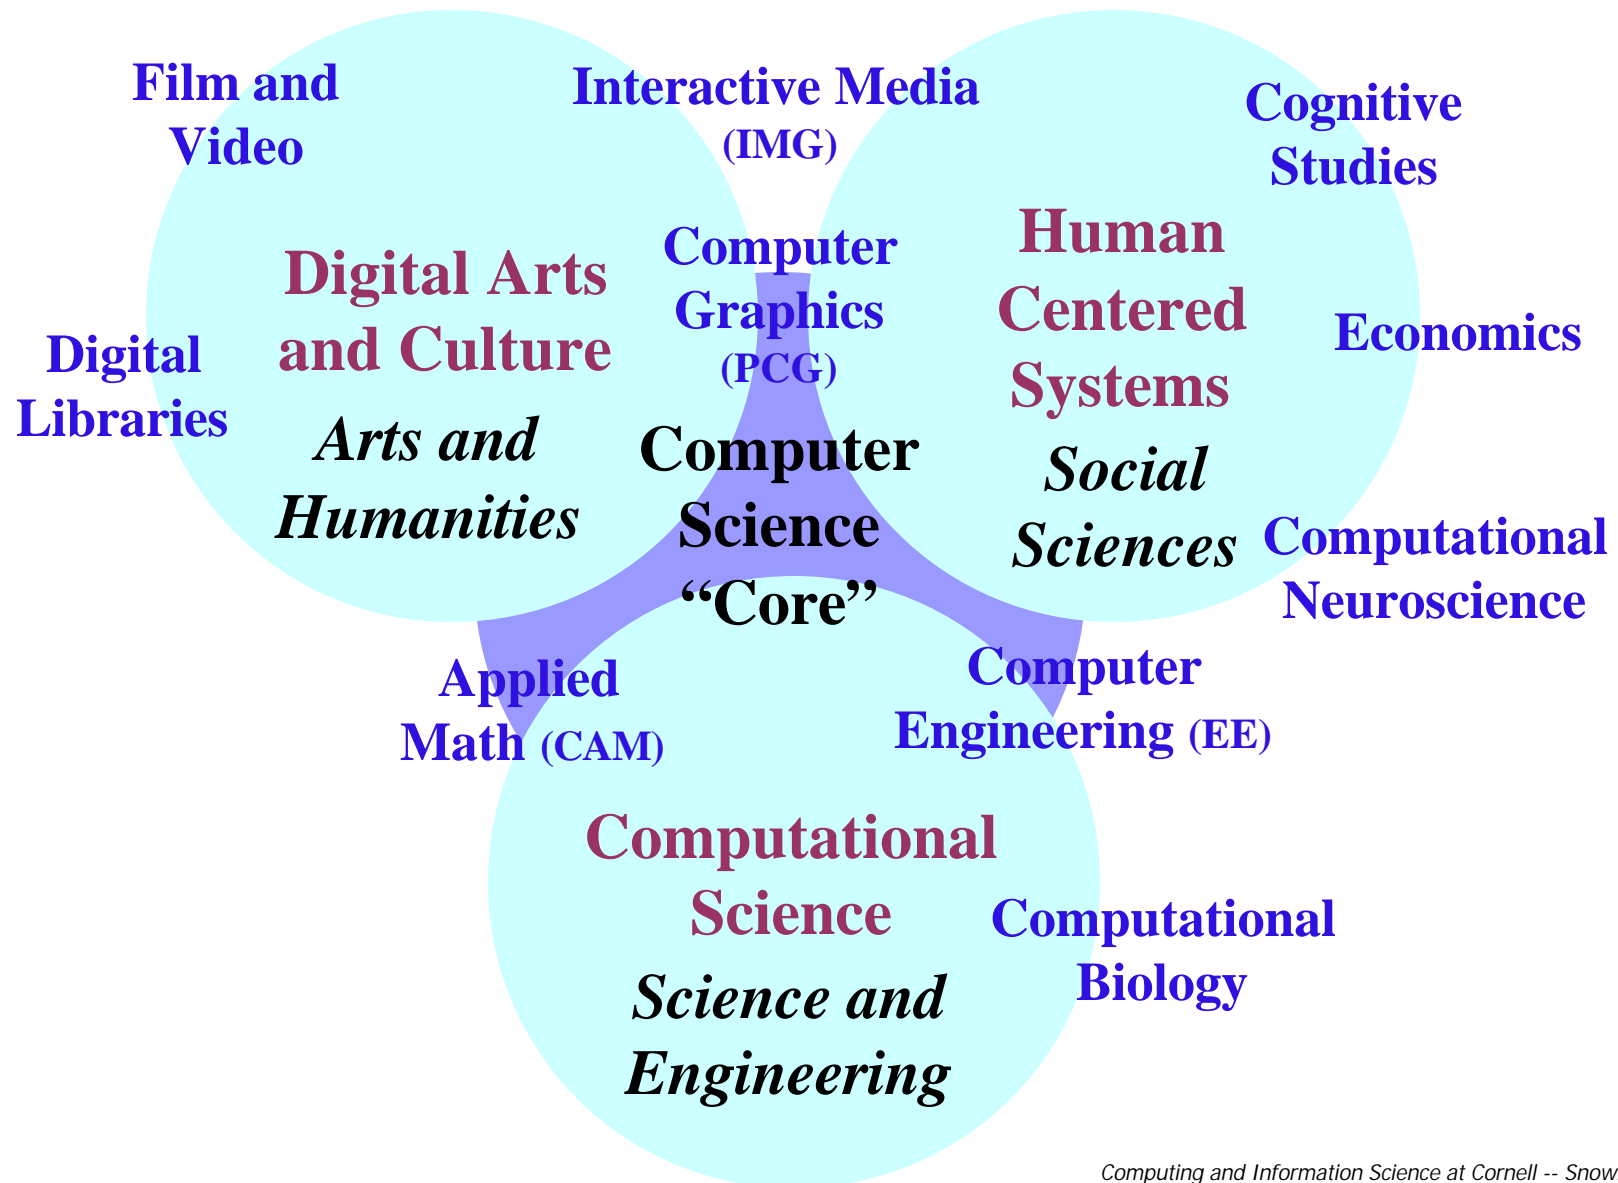 Film and
Video
Interactive Media
(IMG)
Cognitive
Studies
Digital Arts
and Culture
Computer
Graphics
(PCG)
Human
Centered
Systems
Digital
Libraries
Economics
Arts and
Humanities
Computer
Science
“Core”
Social
Sciences
Computational
Neuroscience
Applied
Math (CAM)
Computer
Engineering (EE)
Computational
Science
Science and
Engineering
Computational
Biology
Computing and Information Science at Cornell -- Snow